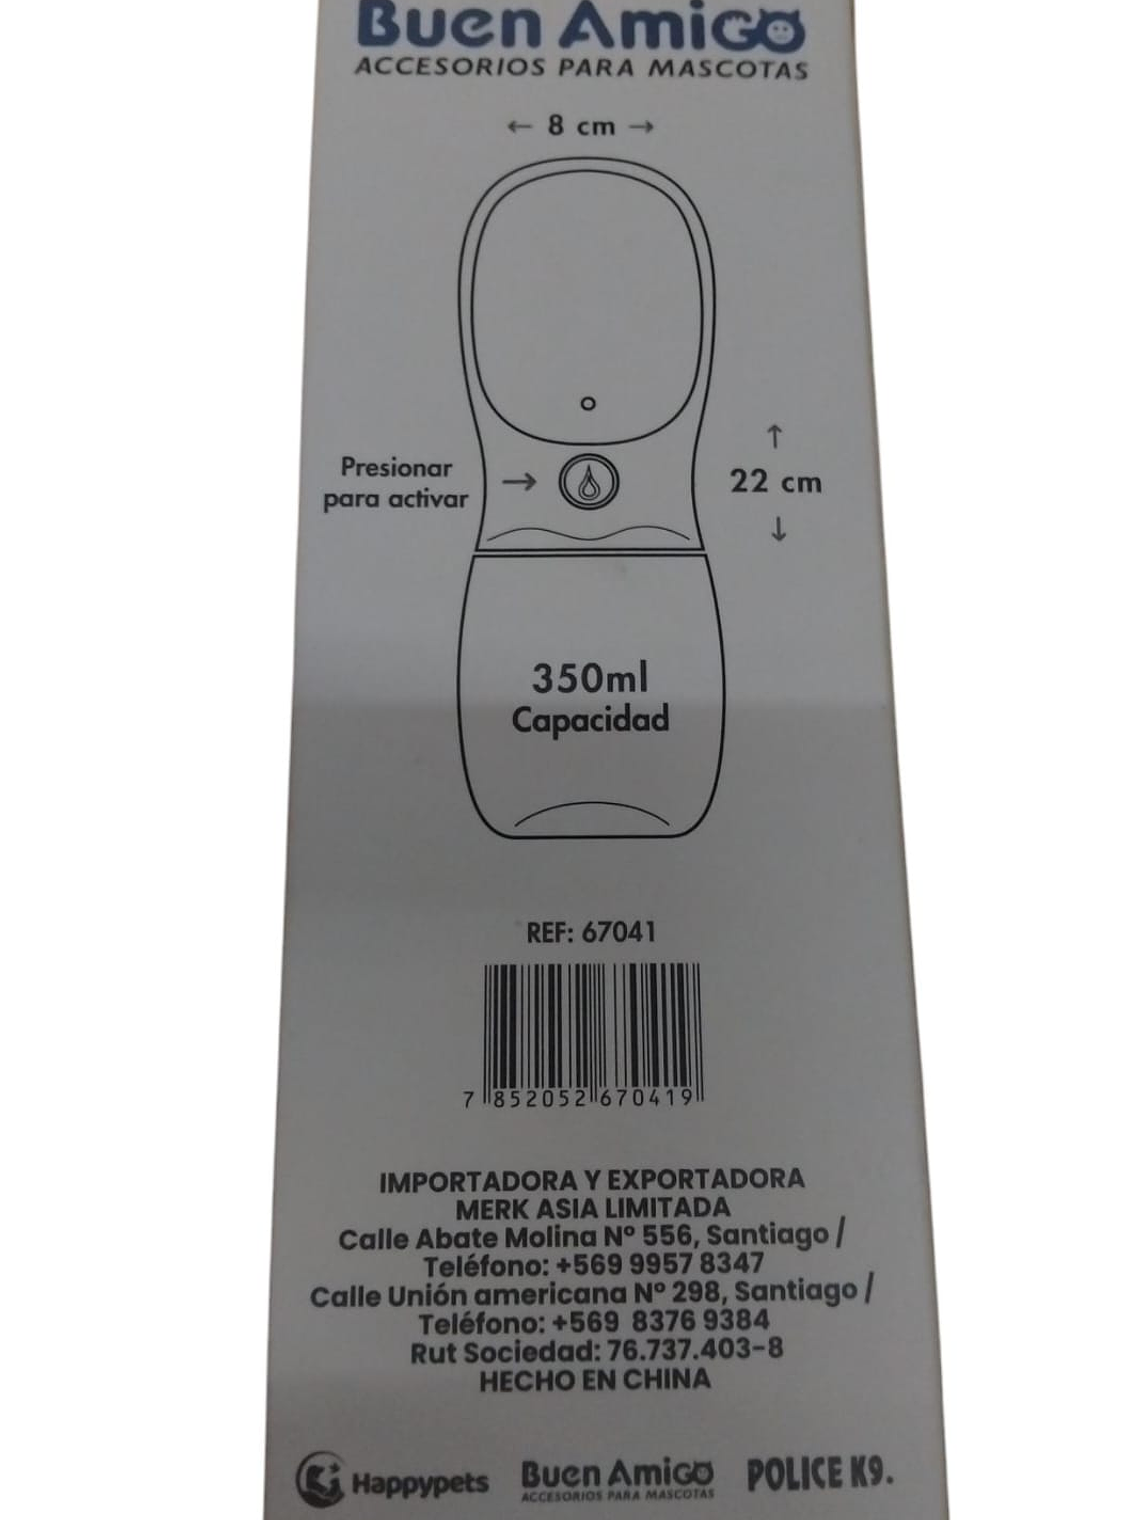 Buen Amigo
ACCESORIOS PARA MASCOTAS
← 8 cm →
Presionar
para activar
→
↑
22 cm
↓
350ml
Capacidad
REF: 67041
7 852052 670419
IMPORTADORA Y EXPORTADORA
MERK ASIA LIMITADA
Calle Abate Molina Nº 556, Santiago /
Teléfono: +569 9957 8347
Calle Unión americana Nº 298, Santiago /
Teléfono: +569 8376 9384
Rut Sociedad: 76.737.403-8
HECHO EN CHINA
Happypets
Buen Amigo
ACCESORIOS PARA MASCOTAS
POLICE K9.